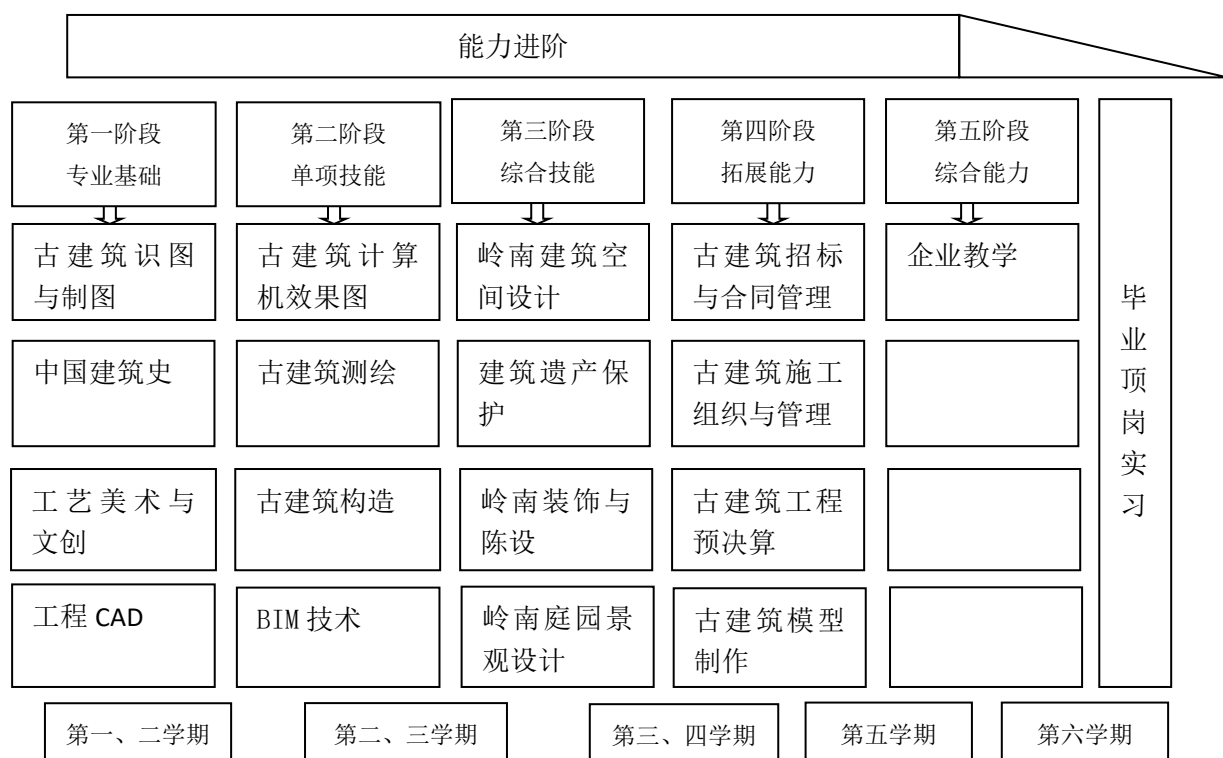 能力进阶
第一阶段
专业基础
第二阶段
单项技能
第三阶段
综合技能
第四阶段
拓展能力
第五阶段
综合能力
古建筑识图
与制图
古建筑计算
机效果图
岭南建筑空
间设计
古建筑招标
与合同管理
企业教学
中国建筑史
古建筑测绘
建筑遗产保
护
古建筑施工
组织与管理
工艺美术与
文创
古建筑构造
岭南装饰与
陈设
古建筑工程
预决算
工程 CAD
BIM 技术
岭南庭园景
观设计
古建筑模型
制作
毕业顶岗实习
第一、二学期
第二、三学期
第三、四学期
第五学期
第六学期